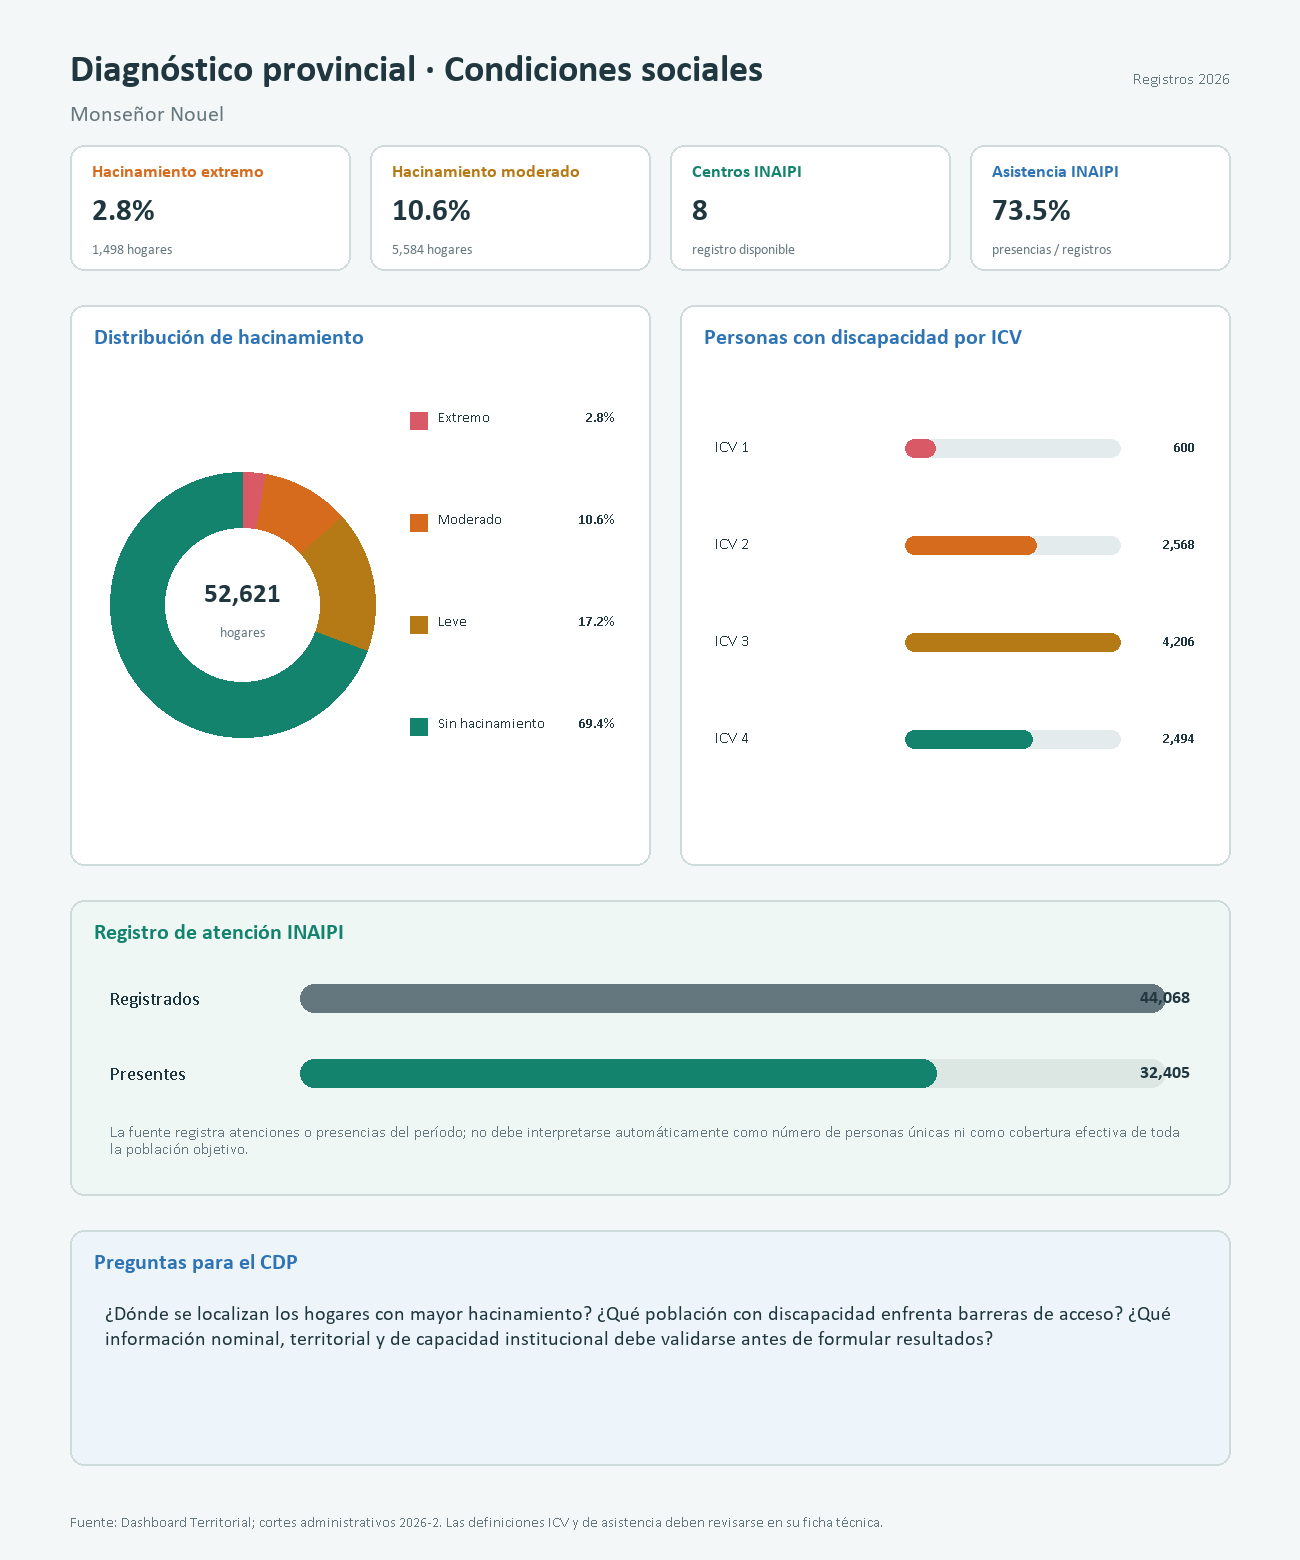 Diagnóstico provincial · Condiciones sociales
Registros 2026
Monseñor Nouel
Hacinamiento extremo
2.8%
1,498 hogares
Hacinamiento moderado
10.6%
5,584 hogares
Centros INAIPI
8
registro disponible
Asistencia INAIPI
73.5%
presencias / registros
Distribución de hacinamiento
52,621
hogares
Extremo 2.8%
Moderado 10.6%
Leve 17.2%
Sin hacinamiento 69.4%
Personas con discapacidad por ICV
ICV 1 600
ICV 2 2,568
ICV 3 4,206
ICV 4 2,494
Registro de atención INAIPI
Registrados 44,068
Presentes 32,405
La fuente registra atenciones o presencias del período; no debe interpretarse automáticamente como número de personas únicas ni como cobertura efectiva de toda
la población objetivo.
Preguntas para el CDP
¿Dónde se localizan los hogares con mayor hacinamiento? ¿Qué población con discapacidad enfrenta barreras de acceso? ¿Qué
información nominal, territorial y de capacidad institucional debe validarse antes de formular resultados?
Fuente: Dashboard Territorial; cortes administrativos 2026-2. Las definiciones ICV y de asistencia deben revisarse en su ficha técnica.